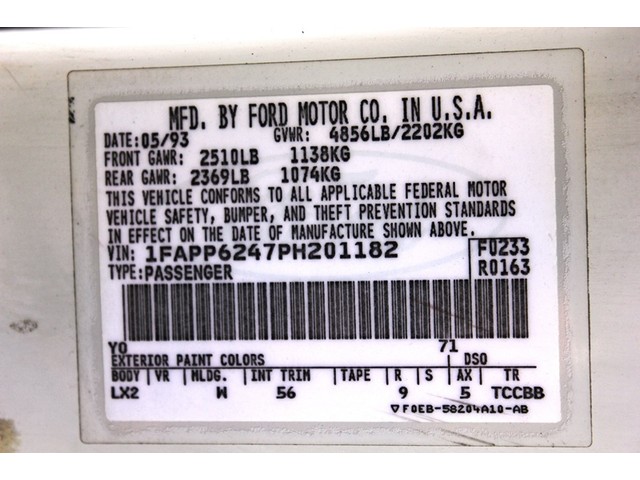 MFD. BY FORD MOTOR CO. IN U.S.A.
DATE: 05/93 GVWR: 4856LB/2202KG
FRONT GAWR: 2510LB 1138KG
REAR GAWR: 2369LB 1074KG
THIS VEHICLE CONFORMS TO ALL APPLICABLE FEDERAL MOTOR
VEHICLE SAFETY, BUMPER, AND THEFT PREVENTION STANDARDS
IN EFFECT ON THE DATE OF MANUFACTURE SHOWN ABOVE.
VIN: 1FAPP6247PH201182 F0233
TYPE: PASSENGER R0163
YO 71
EXTERIOR PAINT COLORS DSO
BODY VR MLDG. INT TRIM TAPE R S AX TR
LX2 W 56 9 5 TCCBB
▽ F0EB-58204A10-AB